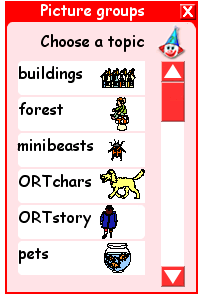 Picture groups
Choose a topic
buildings
forest
minibeasts
ORTchars
ORTstory
pets